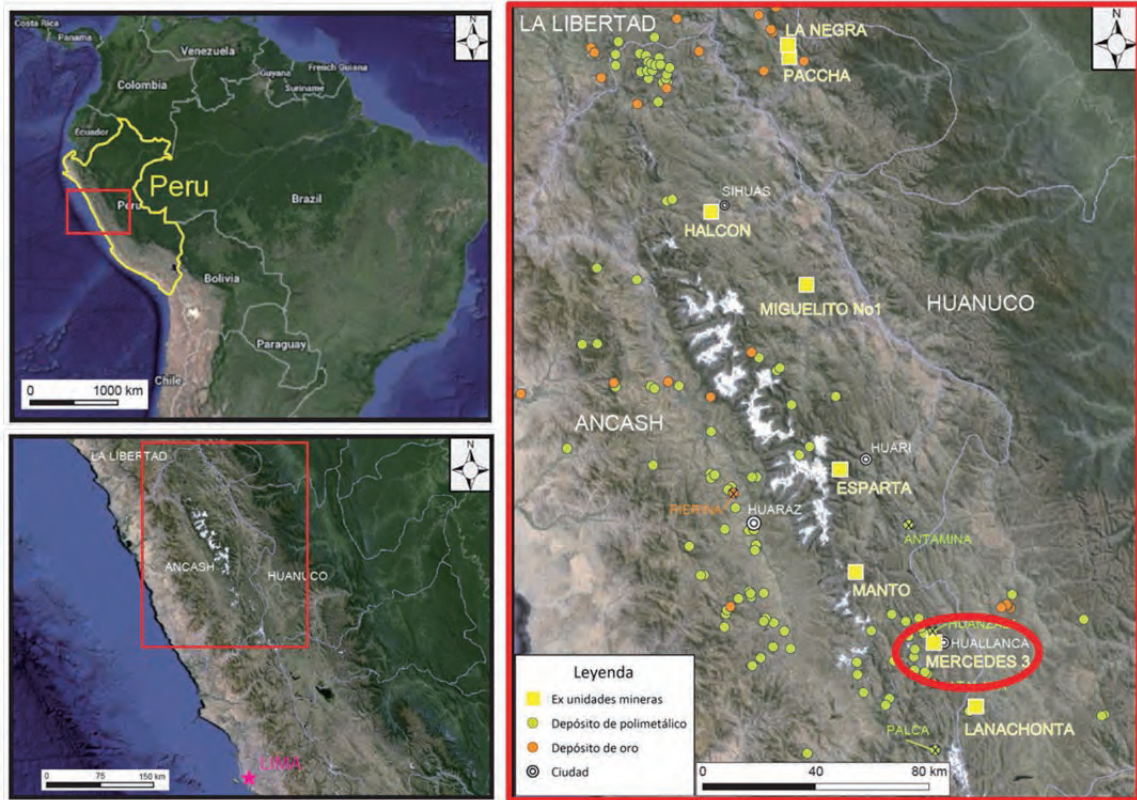 Costa Rica
Panama
Venezuela
Guyana
French Guiana
Suriname
Colombia
Ecuador
Peru
Peru
Brazil
Bolivia
Paraguay
Chile
N
0 1000 km
LA LIBERTAD
N
ANCASH
HUANUCO
LIMA
0 75 150 km
LA LIBERTAD
N
LA NEGRA
PACCHA
SIHUAS
HALCON
MIGUELITO No1
HUANUCO
ANCASH
HUARI
ESPARTA
PIERINA
HUARAZ
ANTAMINA
MANTO
HUALLANCA
MERCEDES 3
LANACHONTA
PALCA
Leyenda
Ex unidades mineras
Depósito de polimetálico
Depósito de oro
Ciudad
0 40 80 km